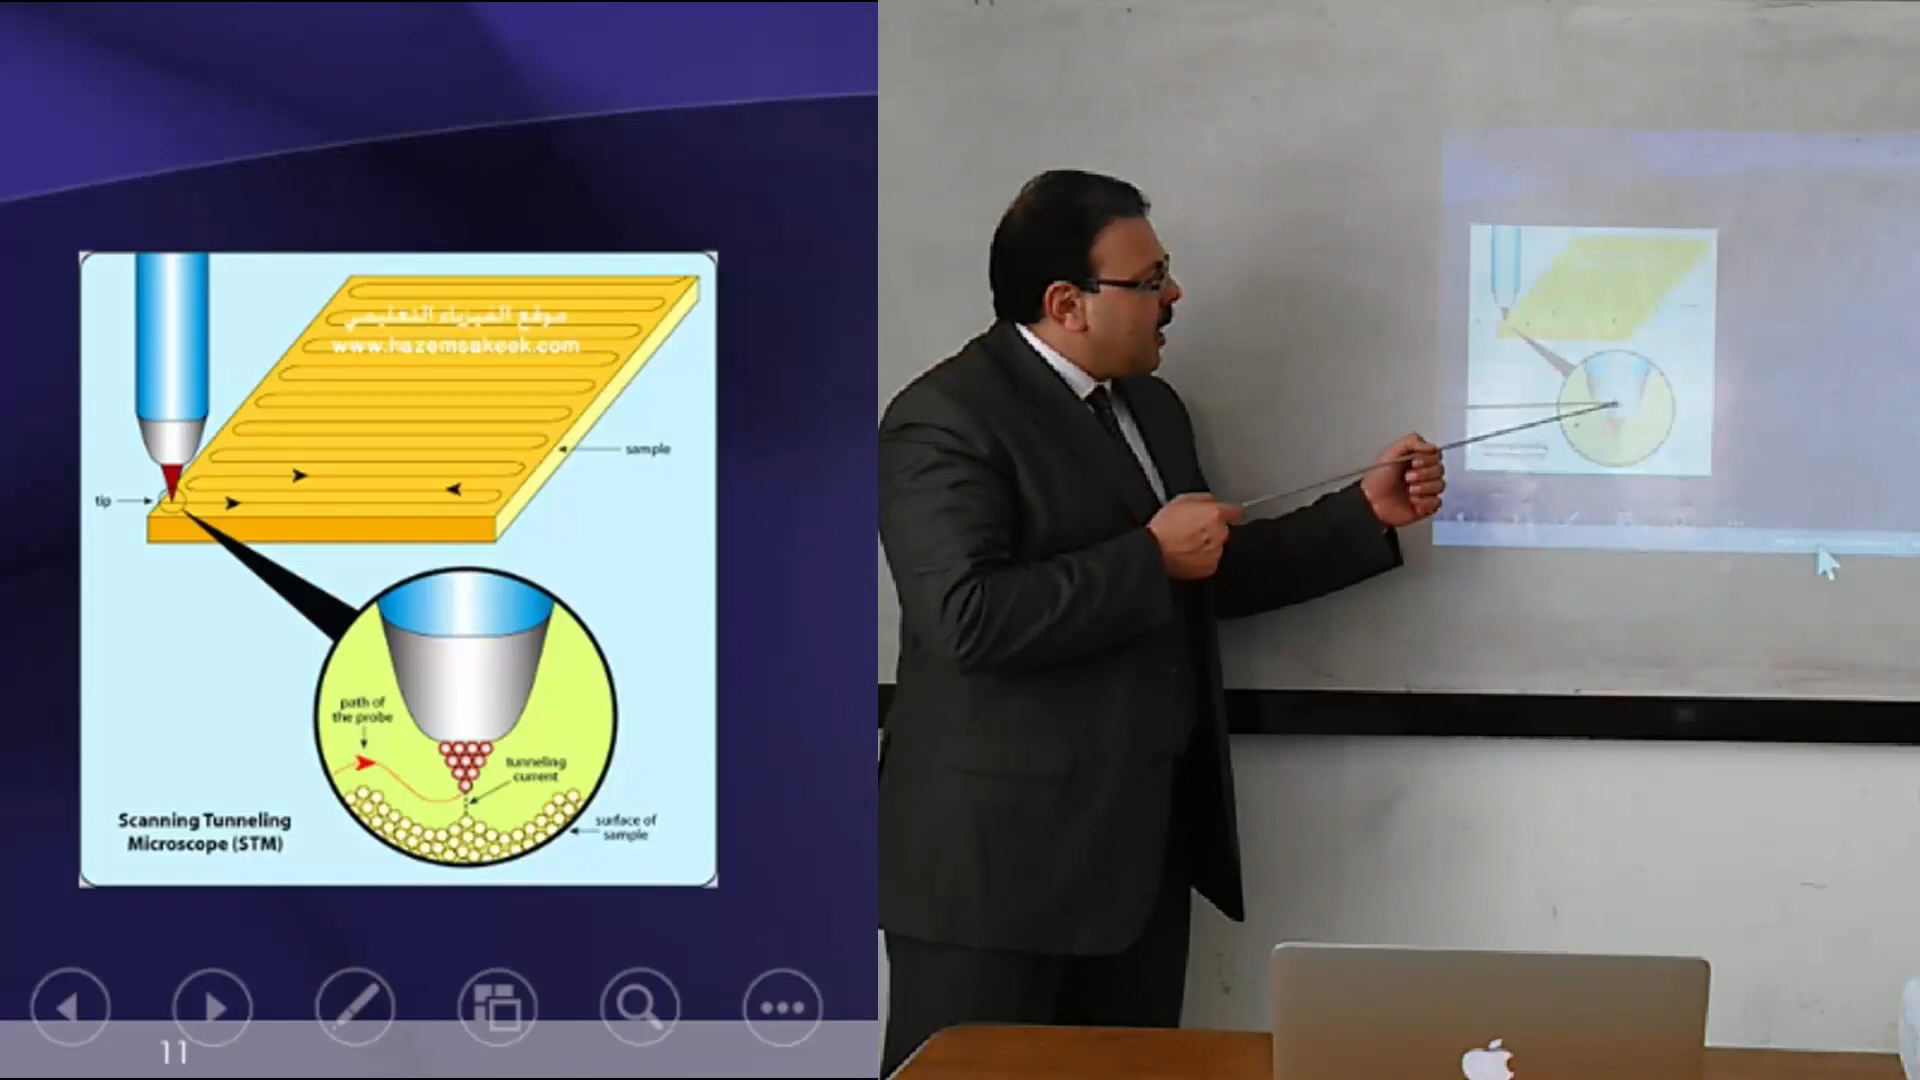 موقع الفيزياء التعليمي
www.hazemsakeek.com
sample
tip
path of
the probe
tunneling
current
surface of
sample
Scanning Tunneling
Microscope (STM)
11